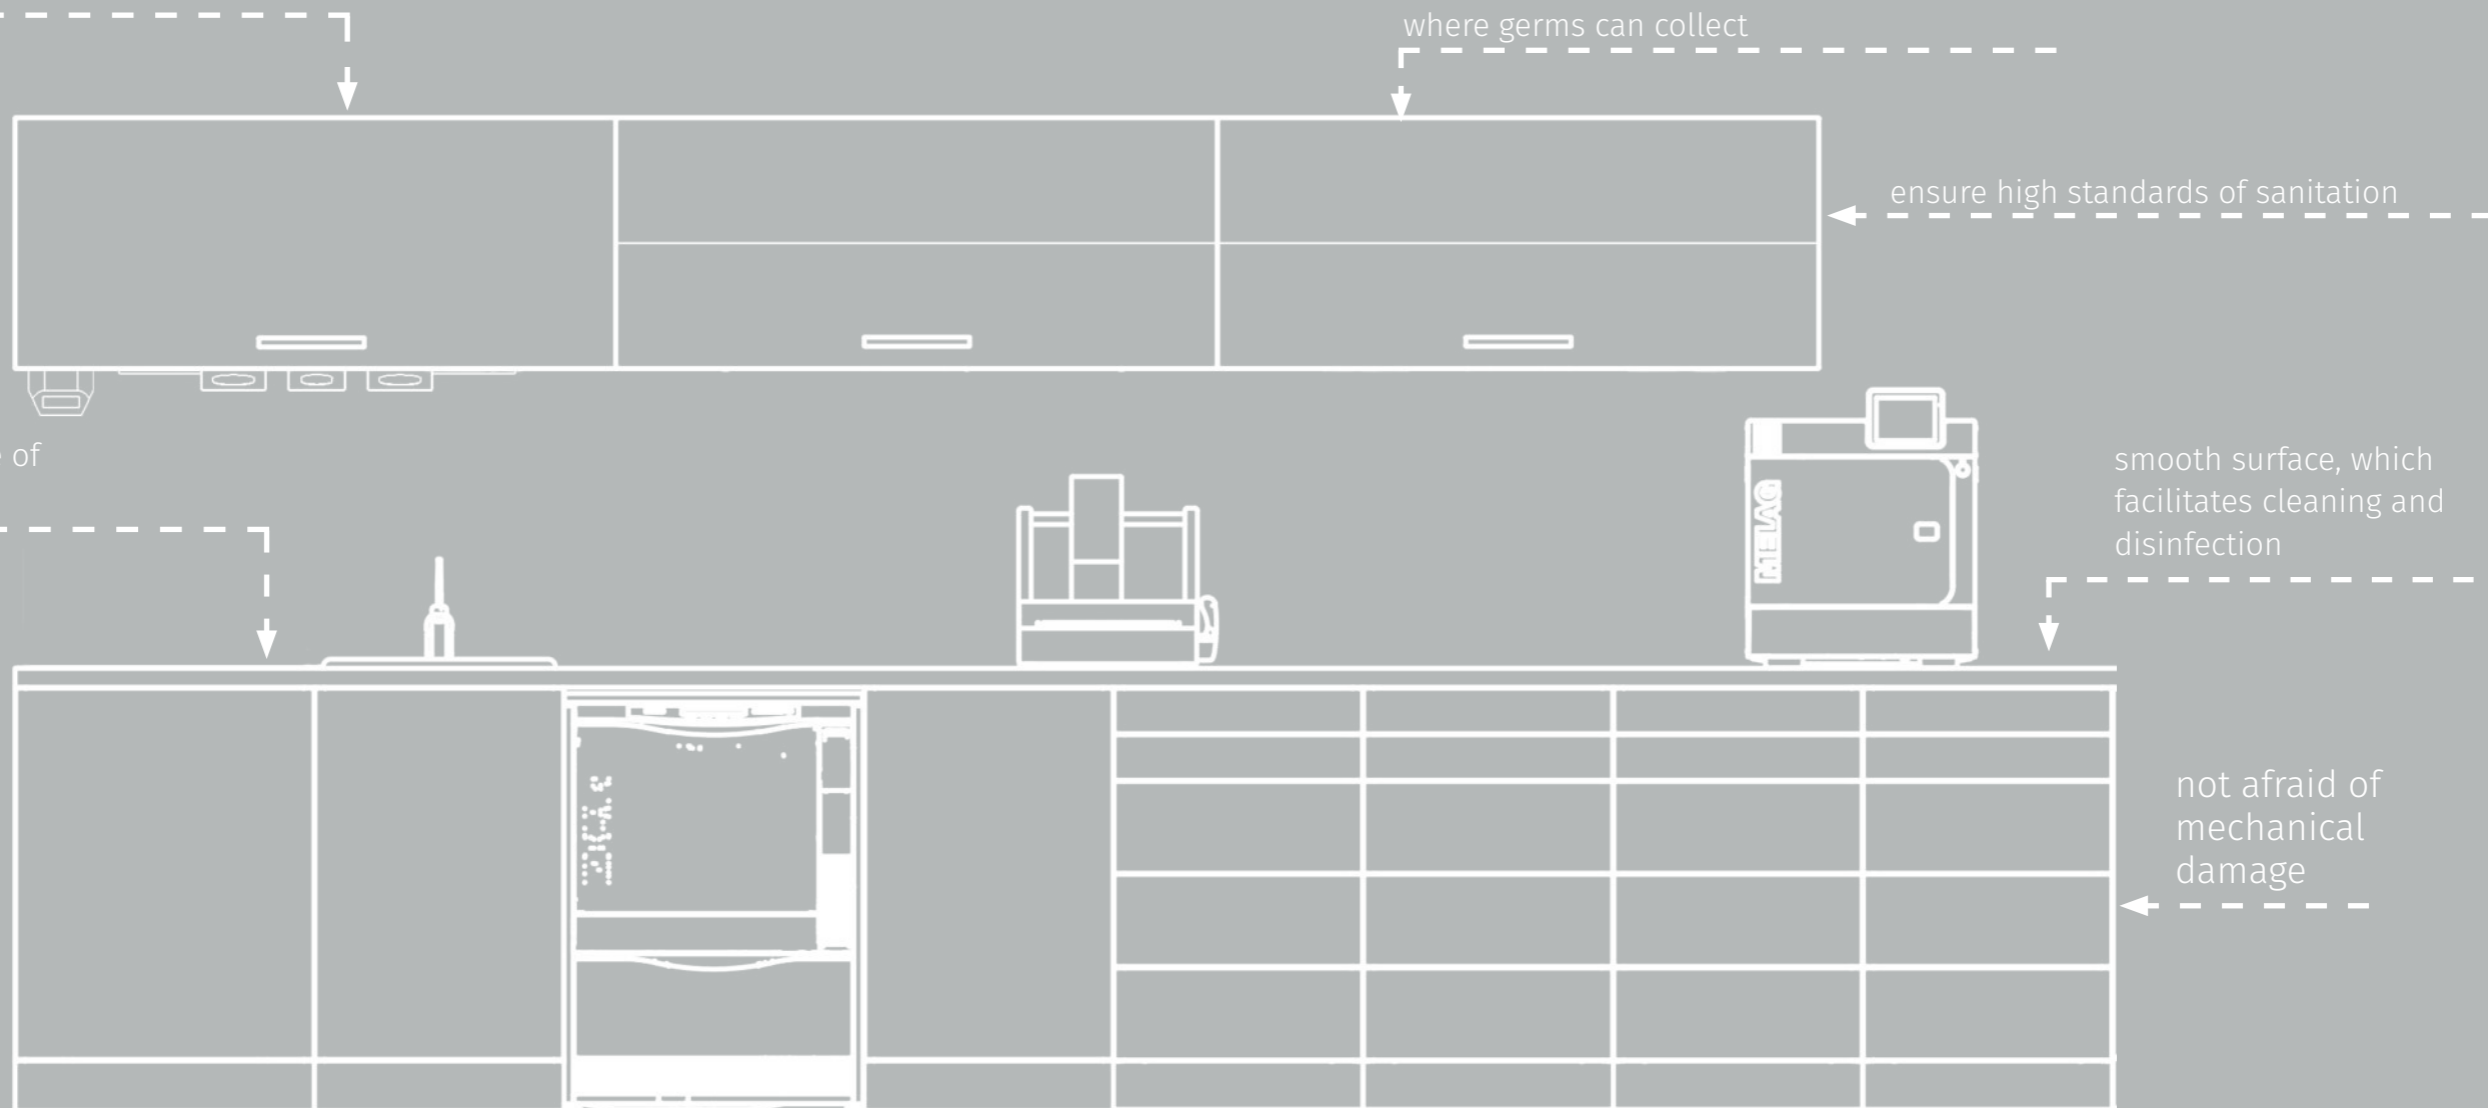 where germs can collect
ensure high standards of sanitation
of
smooth surface, which
facilitates cleaning and
disinfection
not afraid of
mechanical
damage